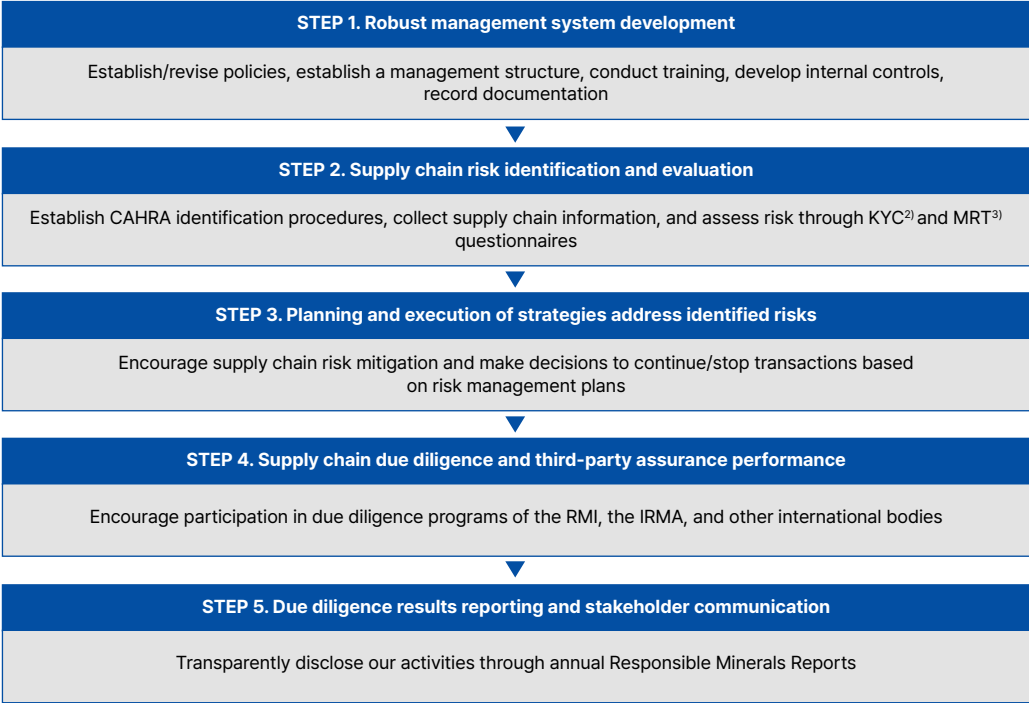 STEP 1. Robust management system development
Establish/revise policies, establish a management structure, conduct training, develop internal controls,
record documentation
STEP 2. Supply chain risk identification and evaluation
Establish CAHRA identification procedures, collect supply chain information, and assess risk through KYC2) and MRT3)
questionnaires
STEP 3. Planning and execution of strategies address identified risks
Encourage supply chain risk mitigation and make decisions to continue/stop transactions based
on risk management plans
STEP 4. Supply chain due diligence and third-party assurance performance
Encourage participation in due diligence programs of the RMI, the IRMA, and other international bodies
STEP 5. Due diligence results reporting and stakeholder communication
Transparently disclose our activities through annual Responsible Minerals Reports